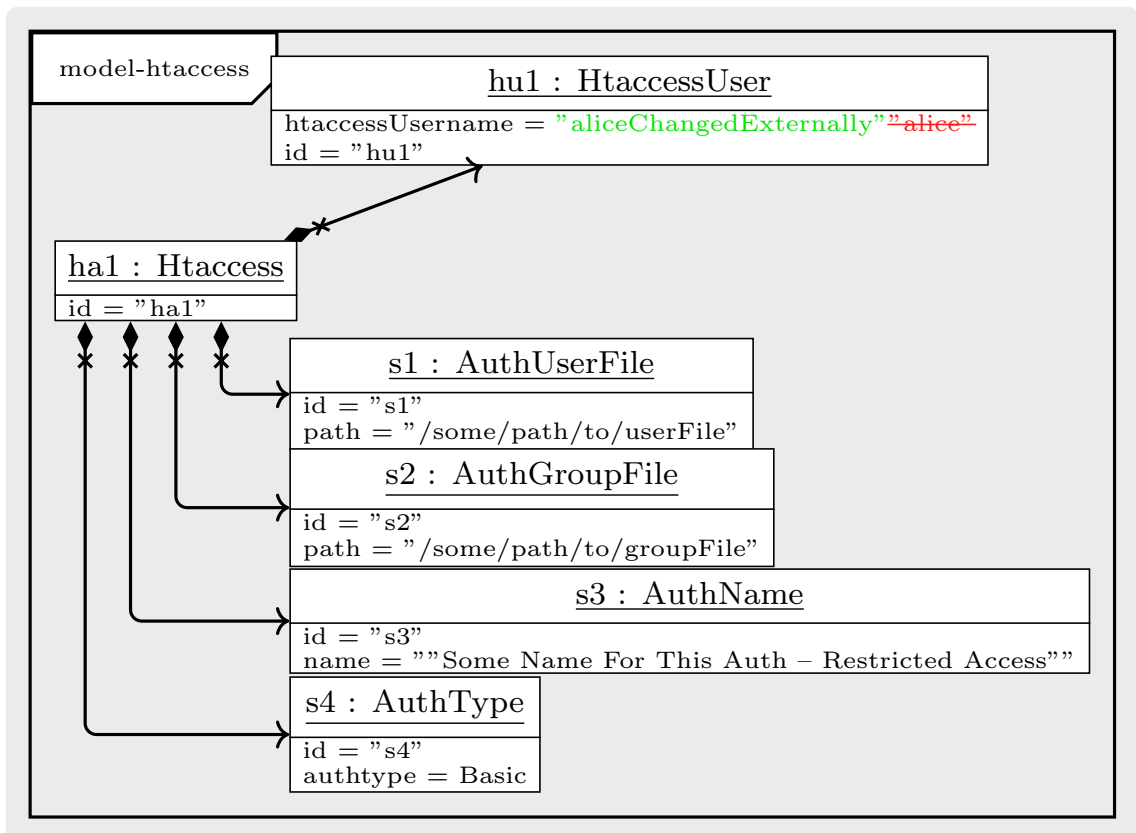 model-htaccess
hu1 : HtaccessUser
htaccessUsername = ”aliceChangedExternally””alice”
id = ”hu1”
ha1 : Htaccess
id = ”ha1”
s1 : AuthUserFile
id = ”s1”
path = ”/some/path/to/userFile”
s2 : AuthGroupFile
id = ”s2”
path = ”/some/path/to/groupFile”
s3 : AuthName
id = ”s3”
name = ””Some Name For This Auth – Restricted Access””
s4 : AuthType
id = ”s4”
authtype = Basic